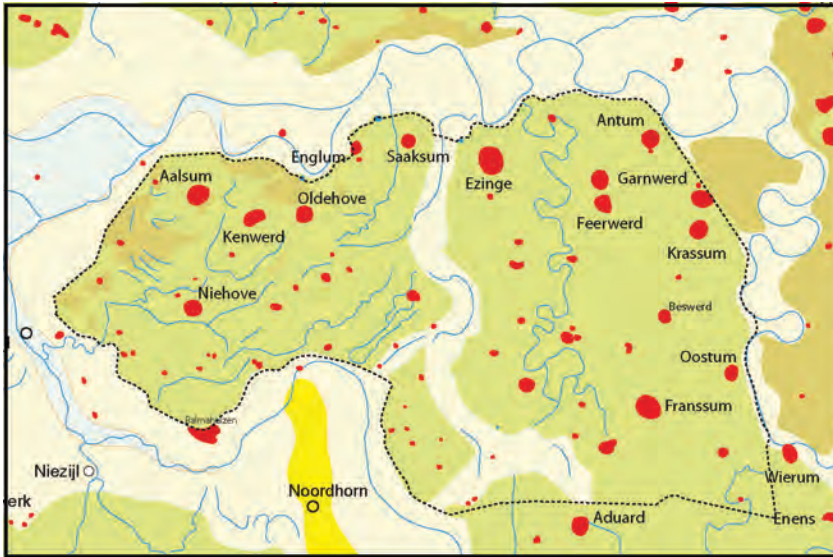 Antum
Englum
Saaksum
Aalsum
Ezinge
Garnwerd
Oldehove
Kenwerd
Feerwerd
Krassum
Niehove
Beswerd
Oostum
Franssum
Niezijl
Noordhorn
Wierum
erk
Aduard
Enens